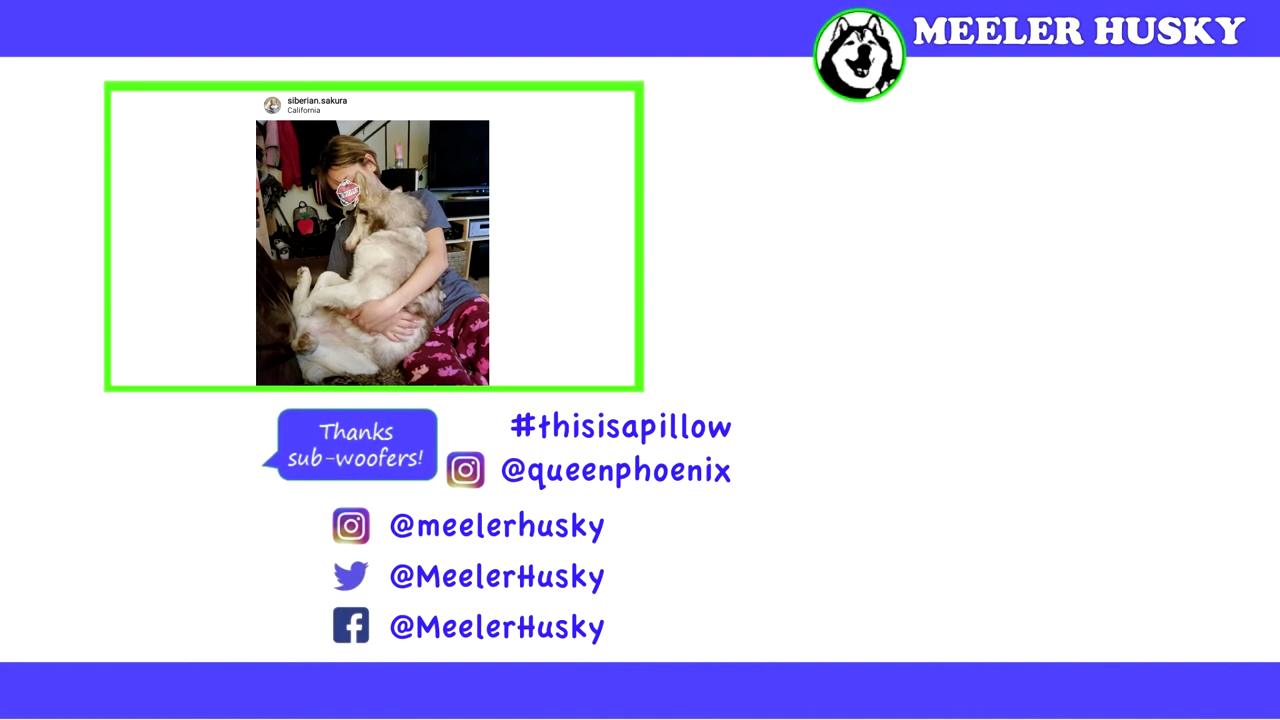 MEELER HUSKY
siberian.sakura
California
Thanks
sub-woofers!
#thisisapillow
@queenphoenix
@meelerhusky
@MeelerHusky
@MeelerHusky